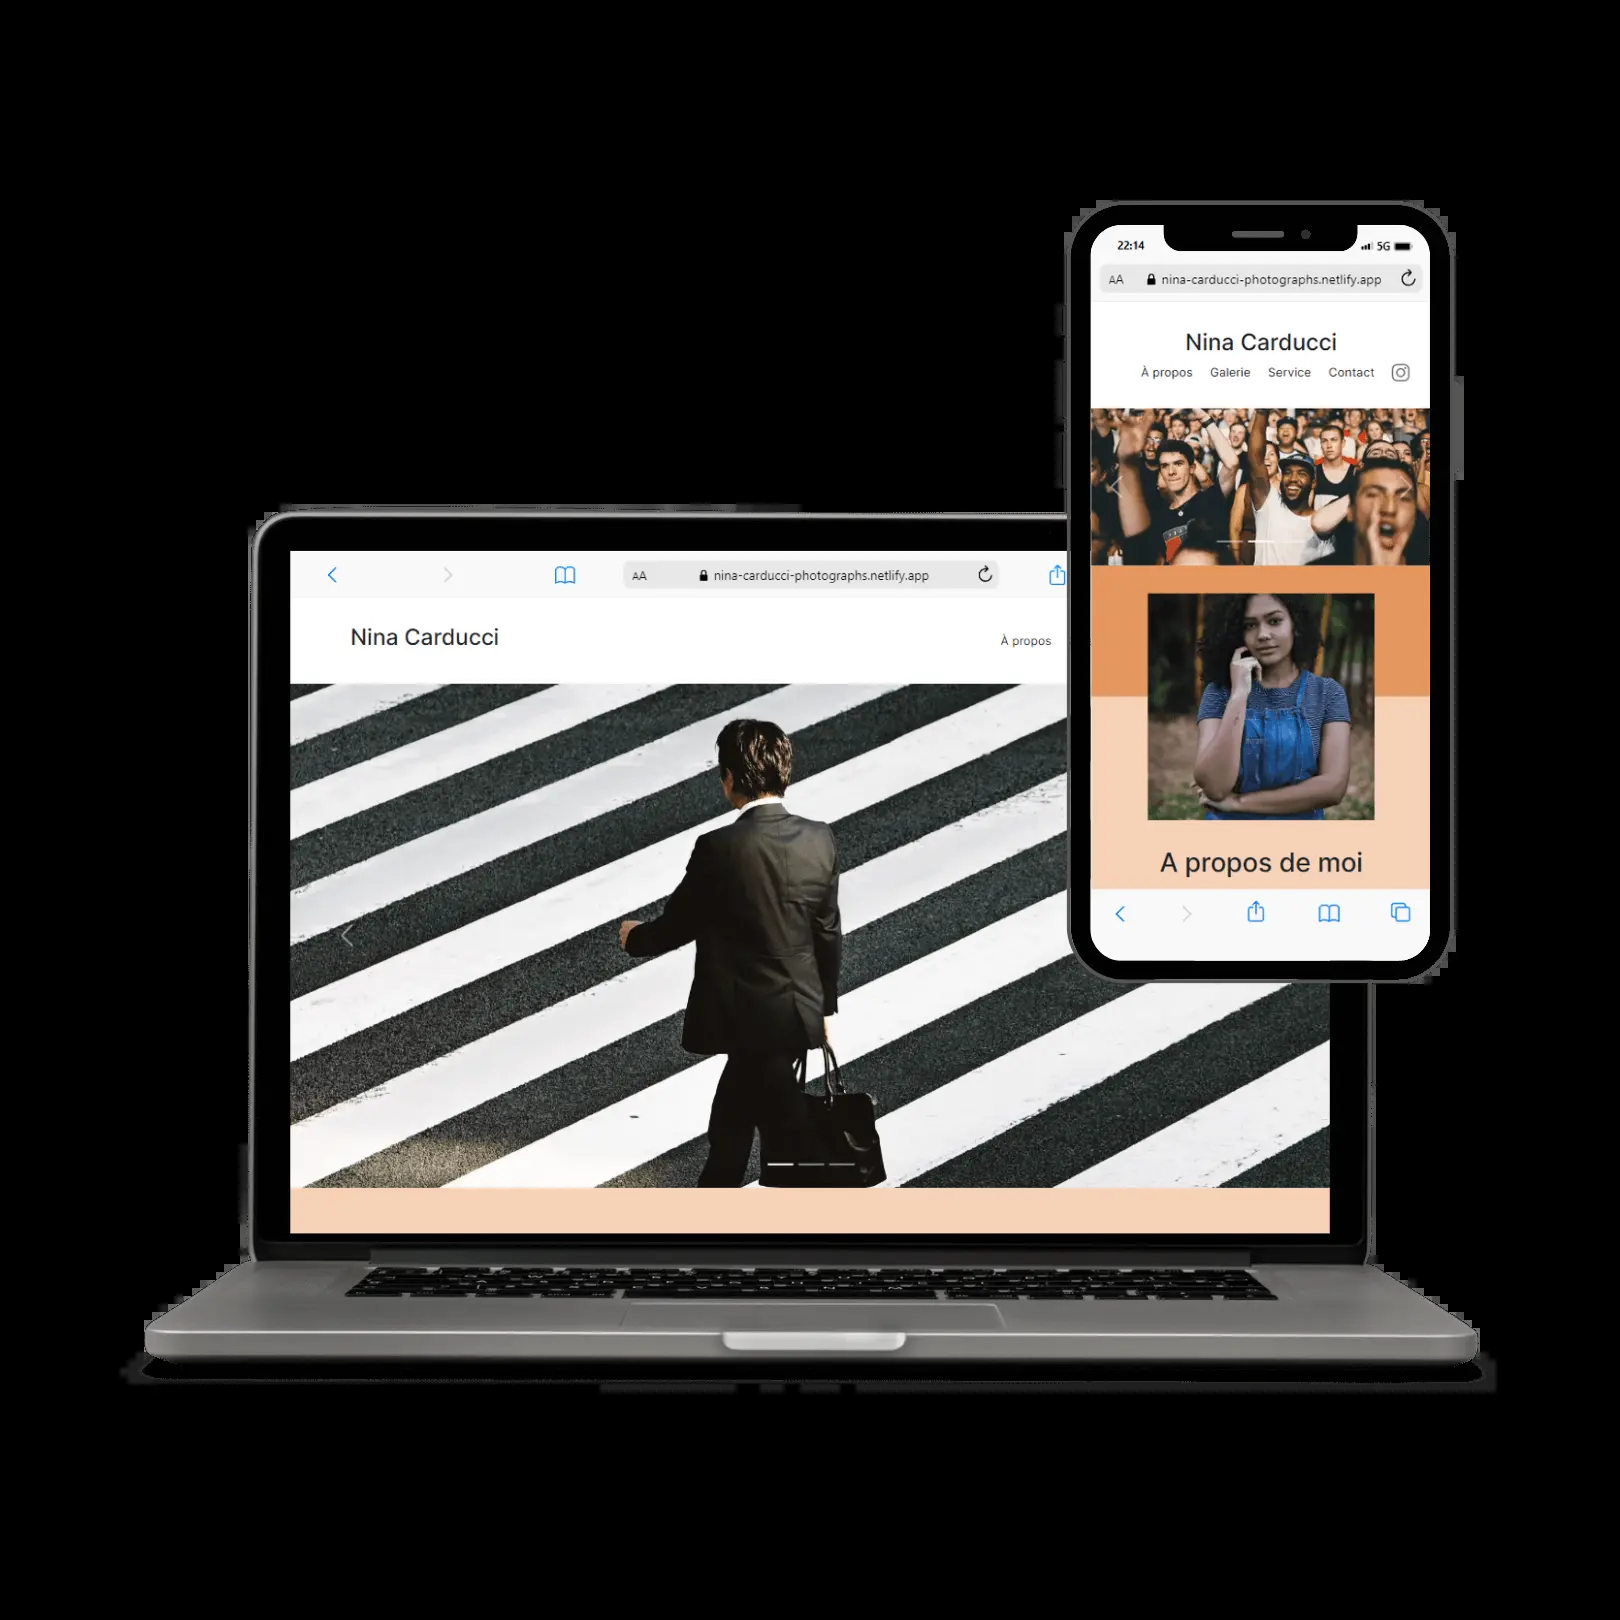 22:14
5G
AA
nina-carducci-photographs.netlify.app
Nina Carducci
À propos Galerie Service Contact
A propos de moi
AA
nina-carducci-photographs.netlify.app
Nina Carducci
À propos